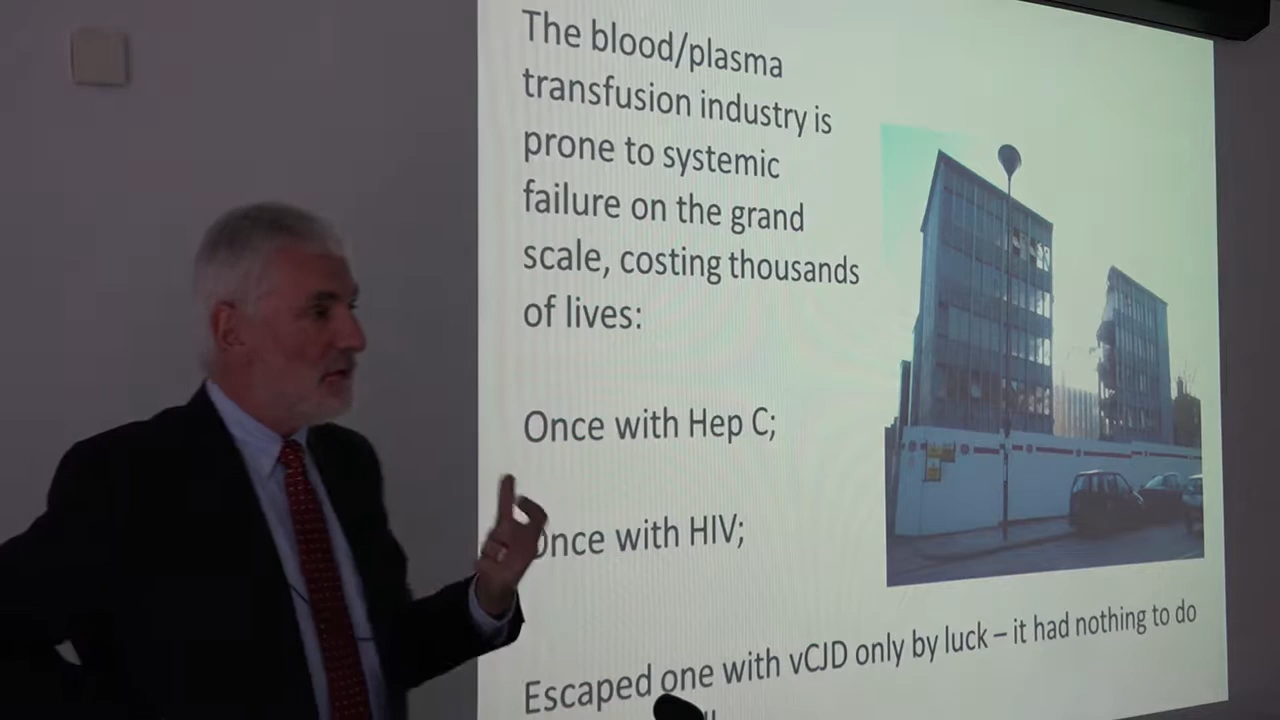 The blood/plasma
transfusion industry is
prone to systemic
failure on the grand
scale, costing thousands
of lives:
Once with Hep C;
Once with HIV;
Escaped one with vCJD only by luck – it had nothing to do